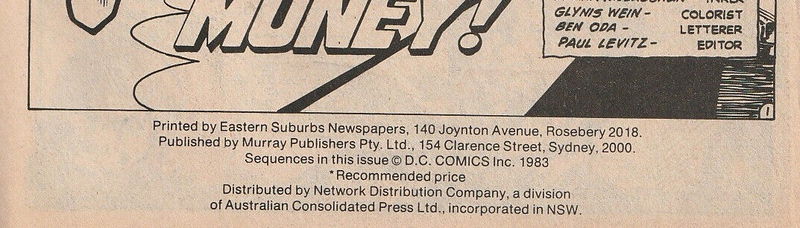 MONEY!
INKER
GLYNIS WEIN- COLORIST
BEN ODA- LETTERER
PAUL LEVITZ- EDITOR
1
Printed by Eastern Suburbs Newspapers, 140 Joynton Avenue, Rosebery 2018.
Published by Murray Publishers Pty. Ltd., 154 Clarence Street, Sydney, 2000.
Sequences in this issue © D.C. COMICS Inc. 1983
*Recommended price
Distributed by Network Distribution Company, a division
of Australian Consolidated Press Ltd., incorporated in NSW.